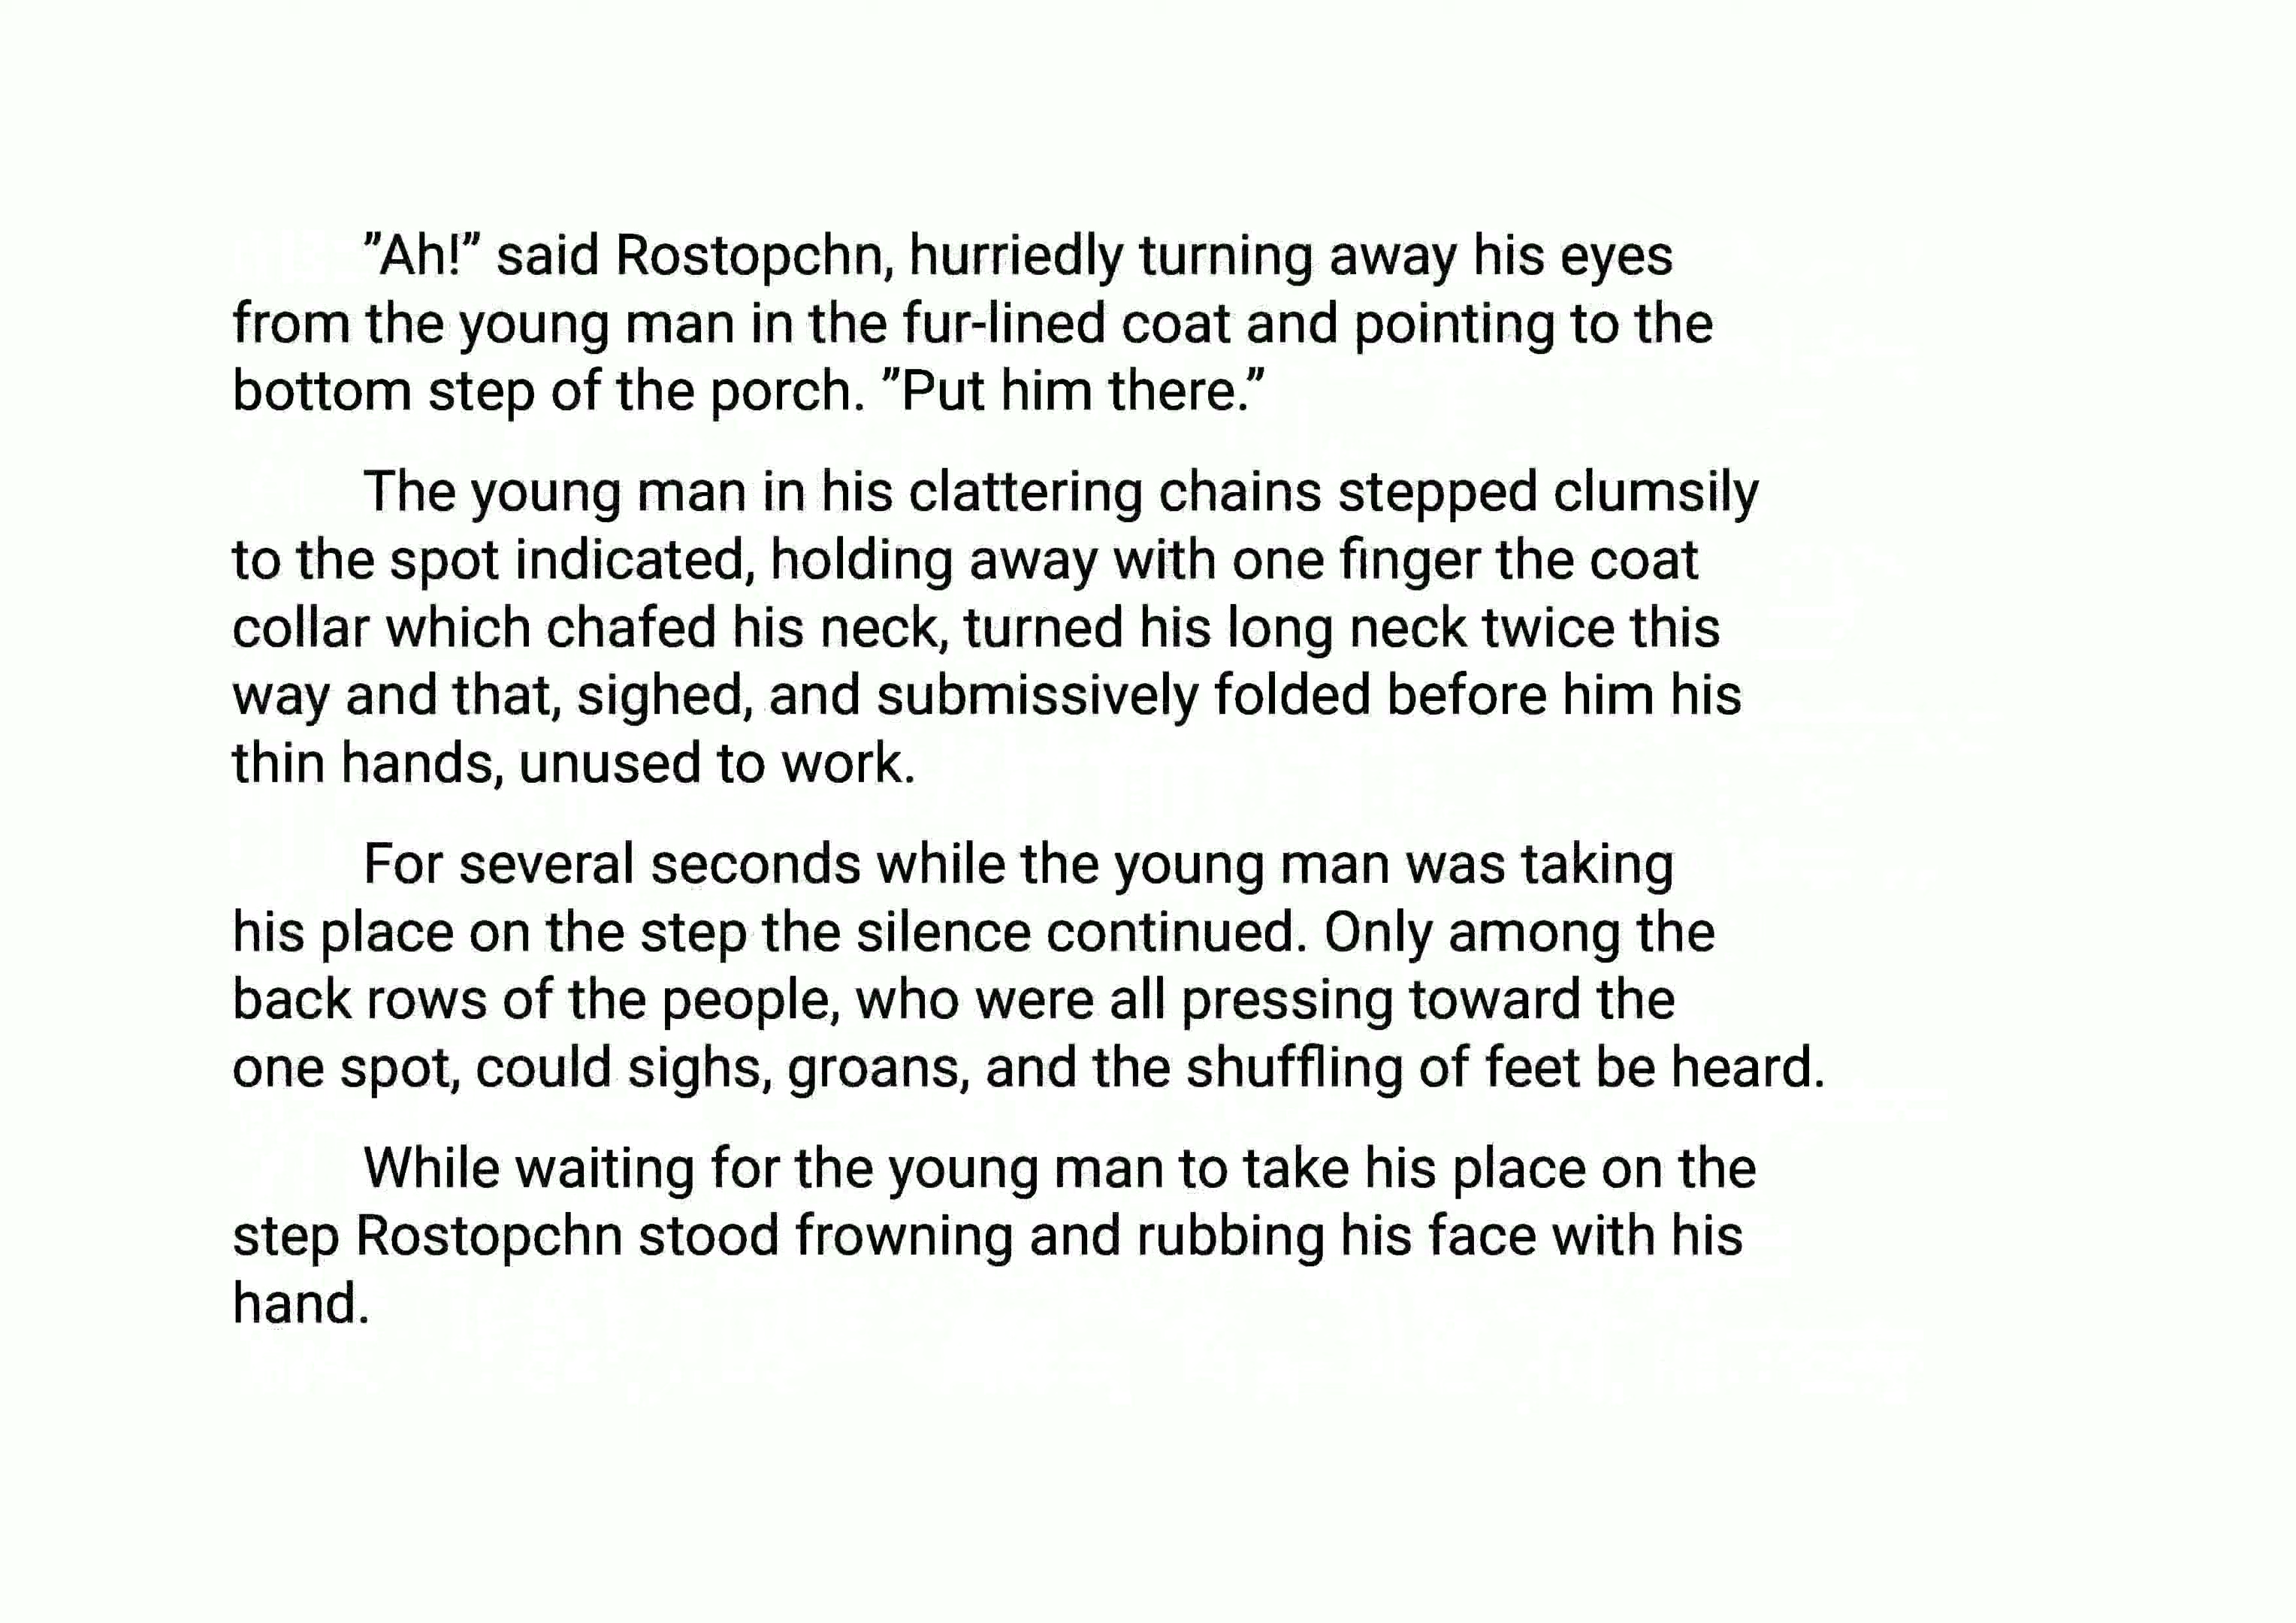 ”Ah!” said Rostopchn, hurriedly turning away his eyes
from the young man in the fur-lined coat and pointing to the
bottom step of the porch. ”Put him there.”
The young man in his clattering chains stepped clumsily
to the spot indicated, holding away with one finger the coat
collar which chafed his neck, turned his long neck twice this
way and that, sighed, and submissively folded before him his
thin hands, unused to work.
For several seconds while the young man was taking
his place on the step the silence continued. Only among the
back rows of the people, who were all pressing toward the
one spot, could sighs, groans, and the shuffling of feet be heard.
While waiting for the young man to take his place on the
step Rostopchn stood frowning and rubbing his face with his
hand.